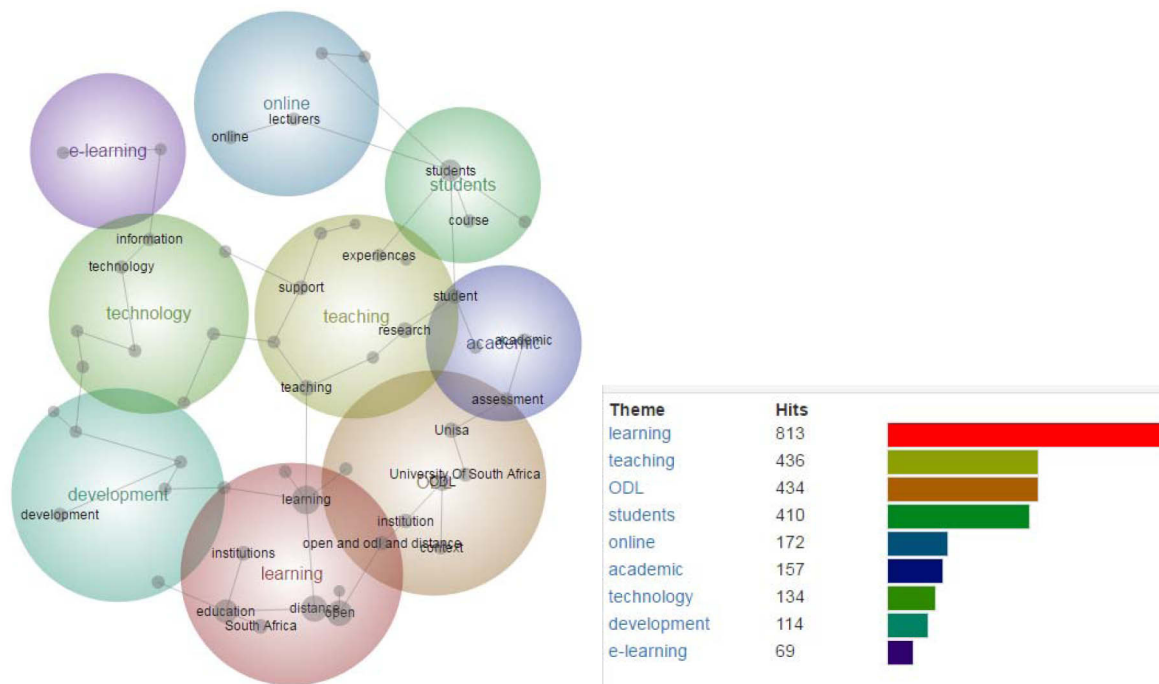 online
lecturers
online
e-learning
students
students
course
information
technology
technology
experiences
support
teaching
student
research
academic
academic
teaching
assessment
Unisa
University Of South Africa
ODL
development
development
learning
institution
open and odl and distance
context
institutions
learning
education
distance
open
South Africa
Theme Hits
learning 813
teaching 436
ODL 434
students 410
online 172
academic 157
technology 134
development 114
e-learning 69